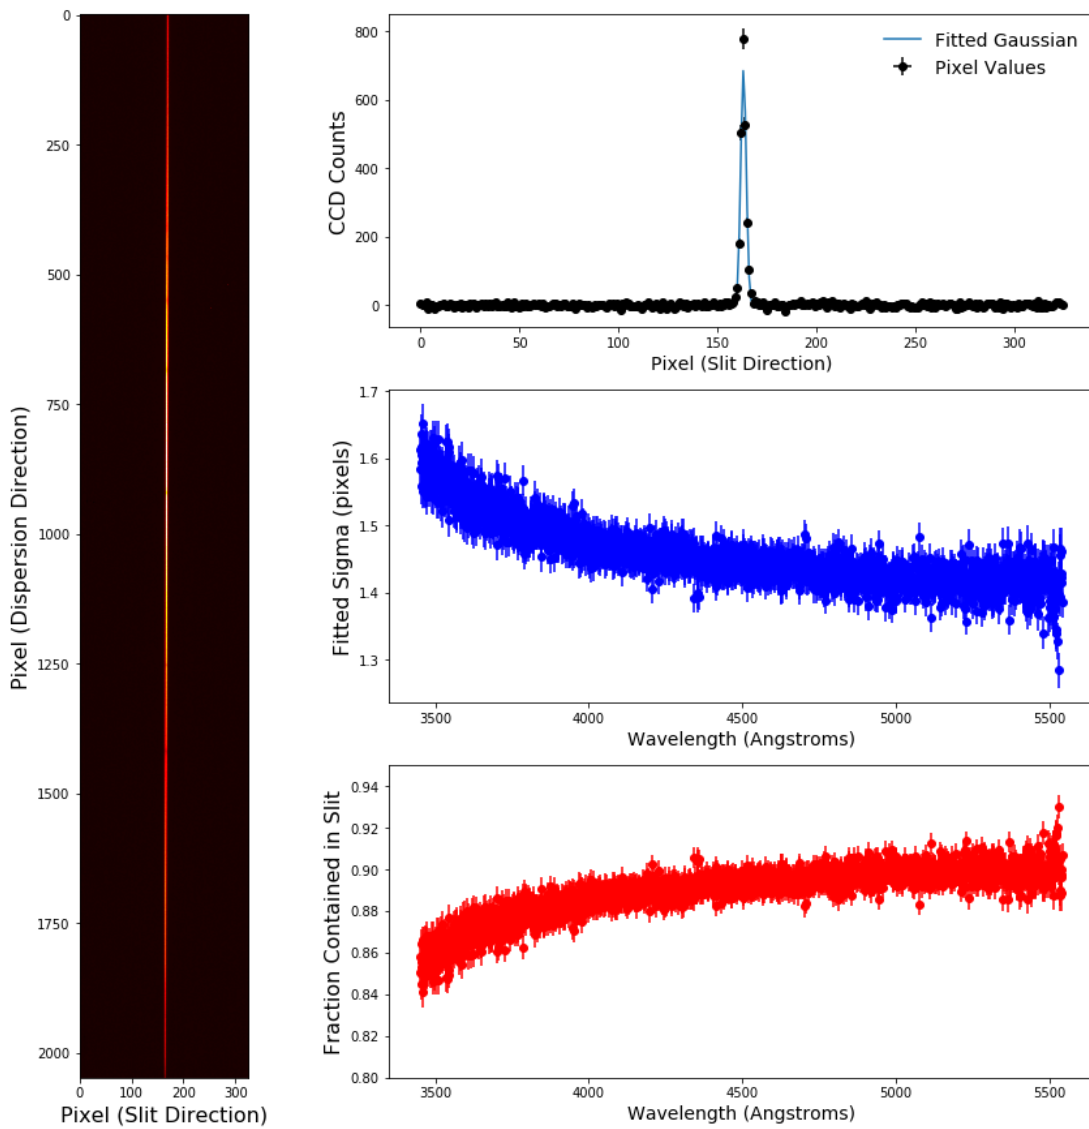 0
250
500
750
1000
1250
1500
1750
2000
Pixel (Dispersion Direction)
0 100 200 300
Pixel (Slit Direction)
800
600
400
200
0
CCD Counts
Fitted Gaussian
Pixel Values
0 50 100 150 200 250 300
Pixel (Slit Direction)
1.7
1.6
1.5
1.4
1.3
Fitted Sigma (pixels)
3500 4000 4500 5000 5500
Wavelength (Angstroms)
0.94
0.92
0.90
0.88
0.86
0.84
0.82
0.80
Fraction Contained in Slit
3500 4000 4500 5000 5500
Wavelength (Angstroms)